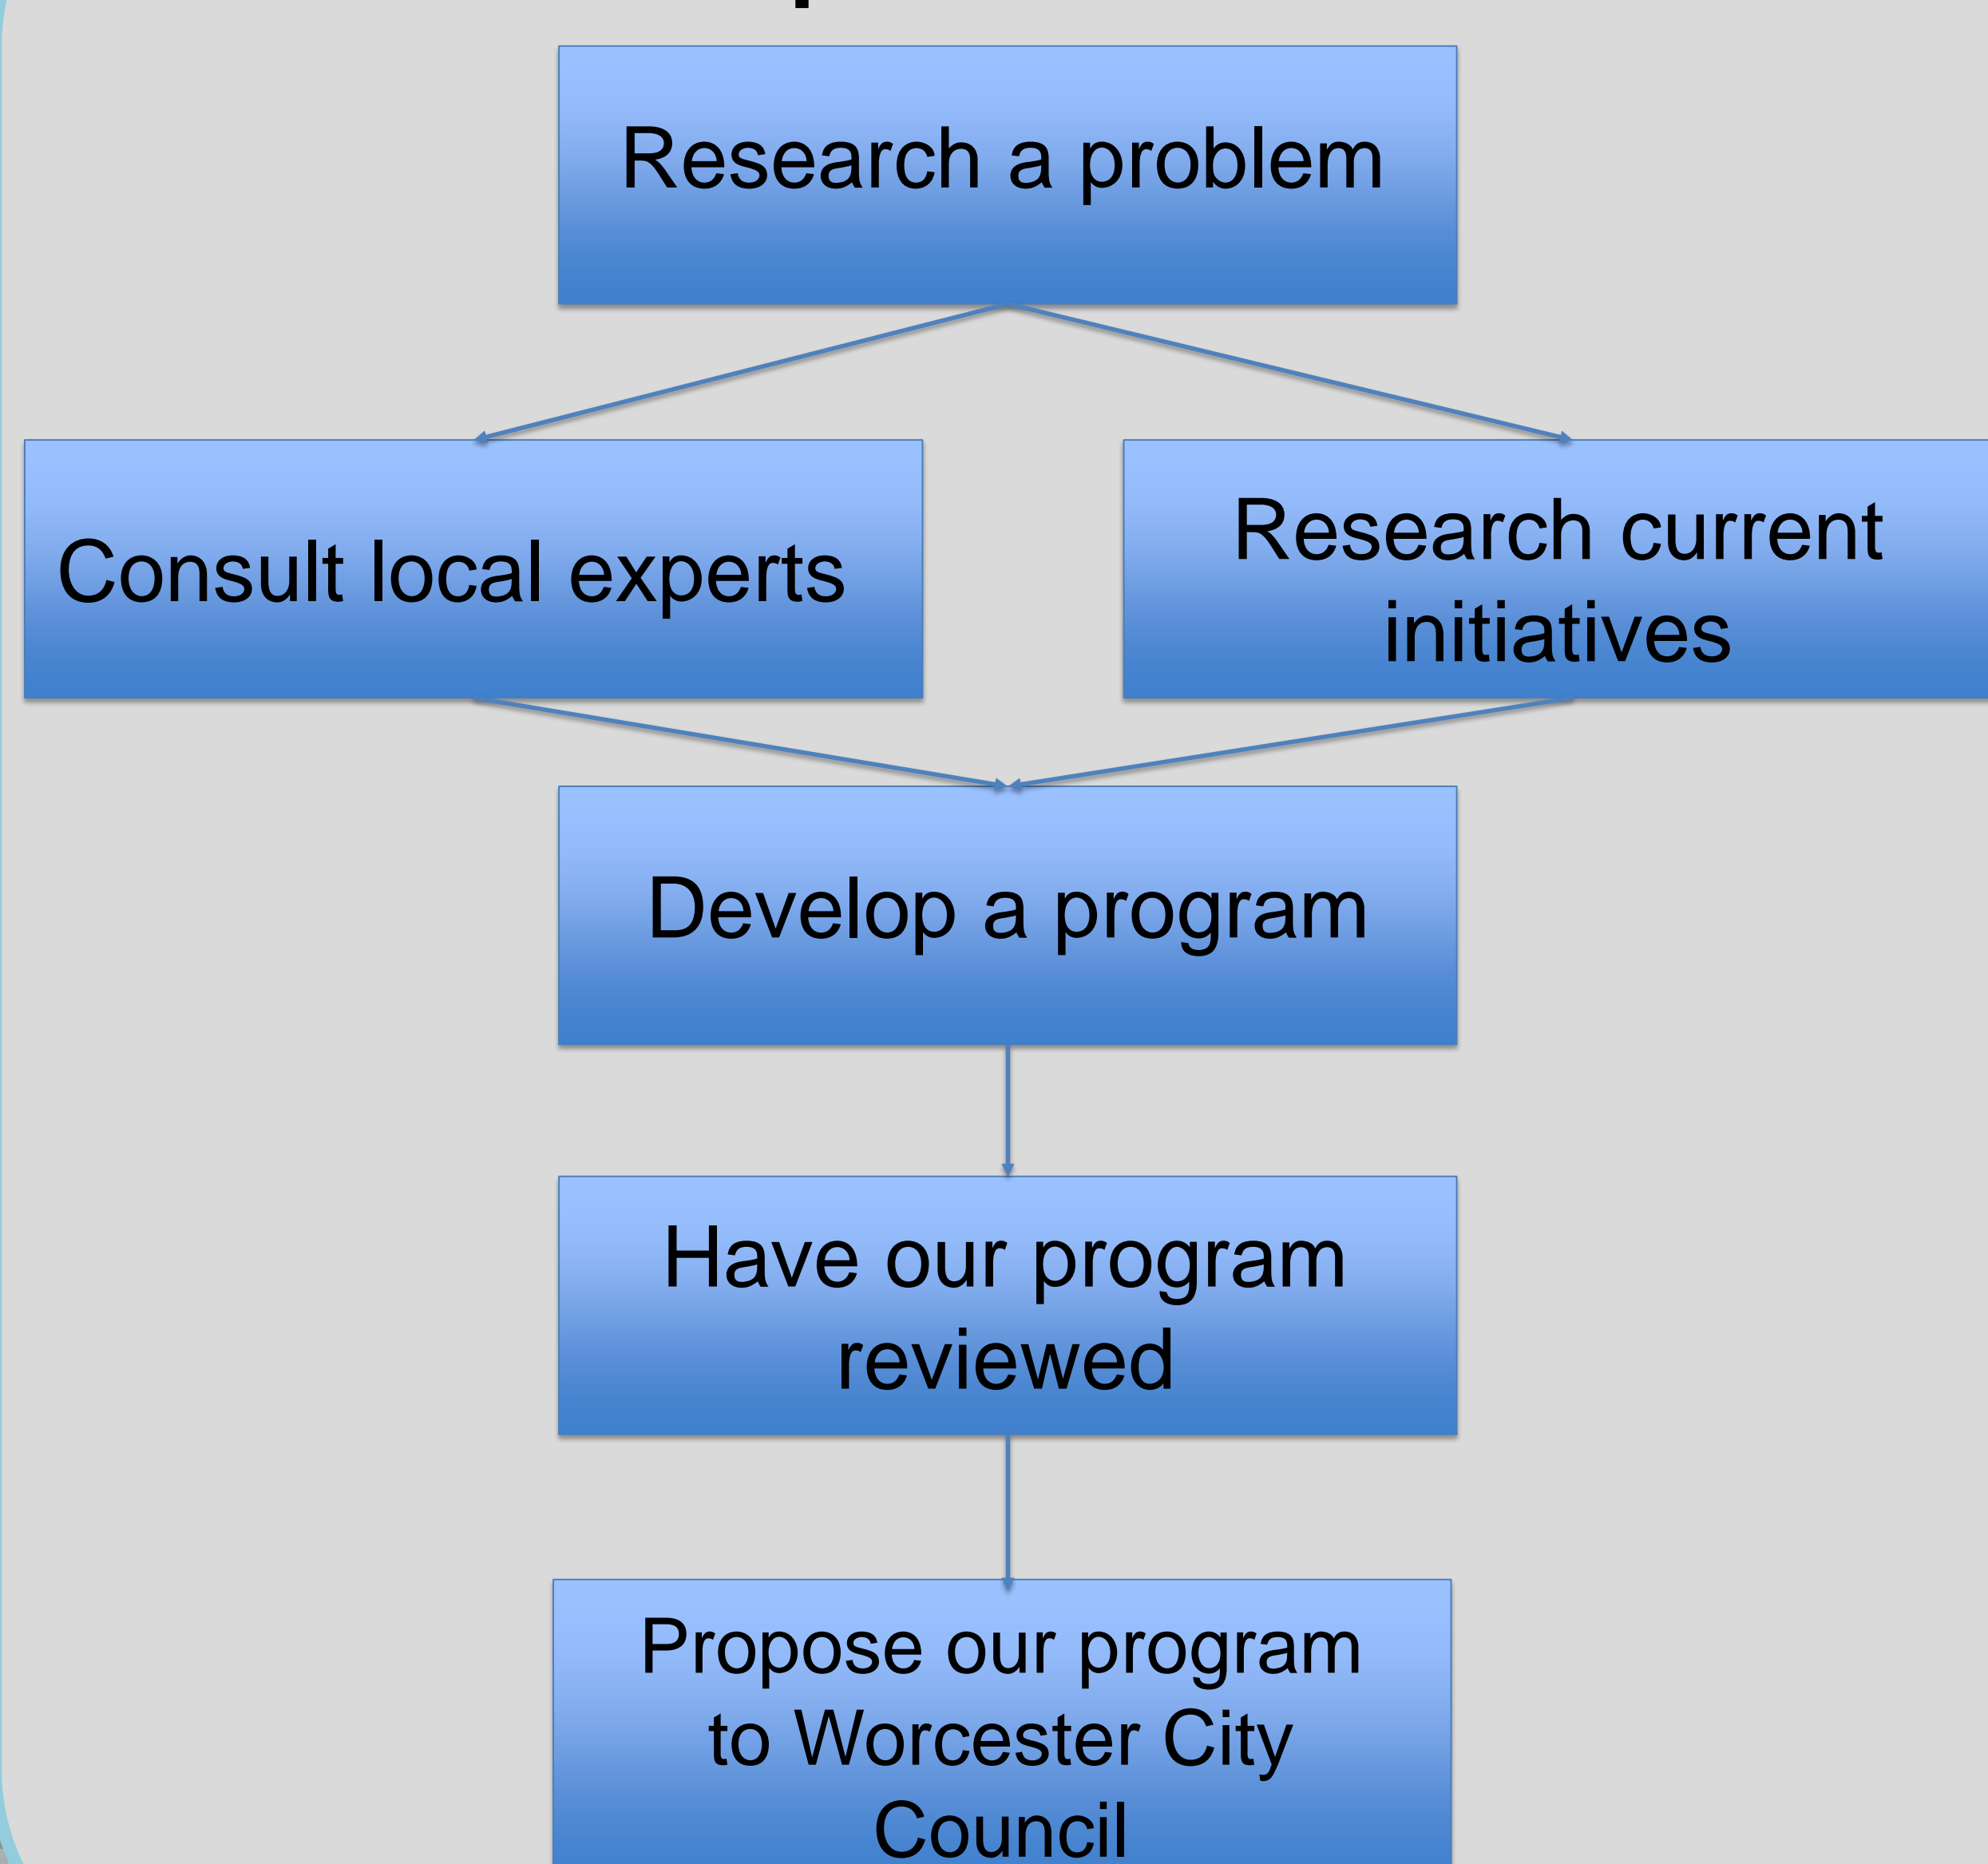 Research a problem
Consult local experts
Research current
initiatives
Develop a program
Have our program
reviewed
Propose our program
to Worcester City
Council